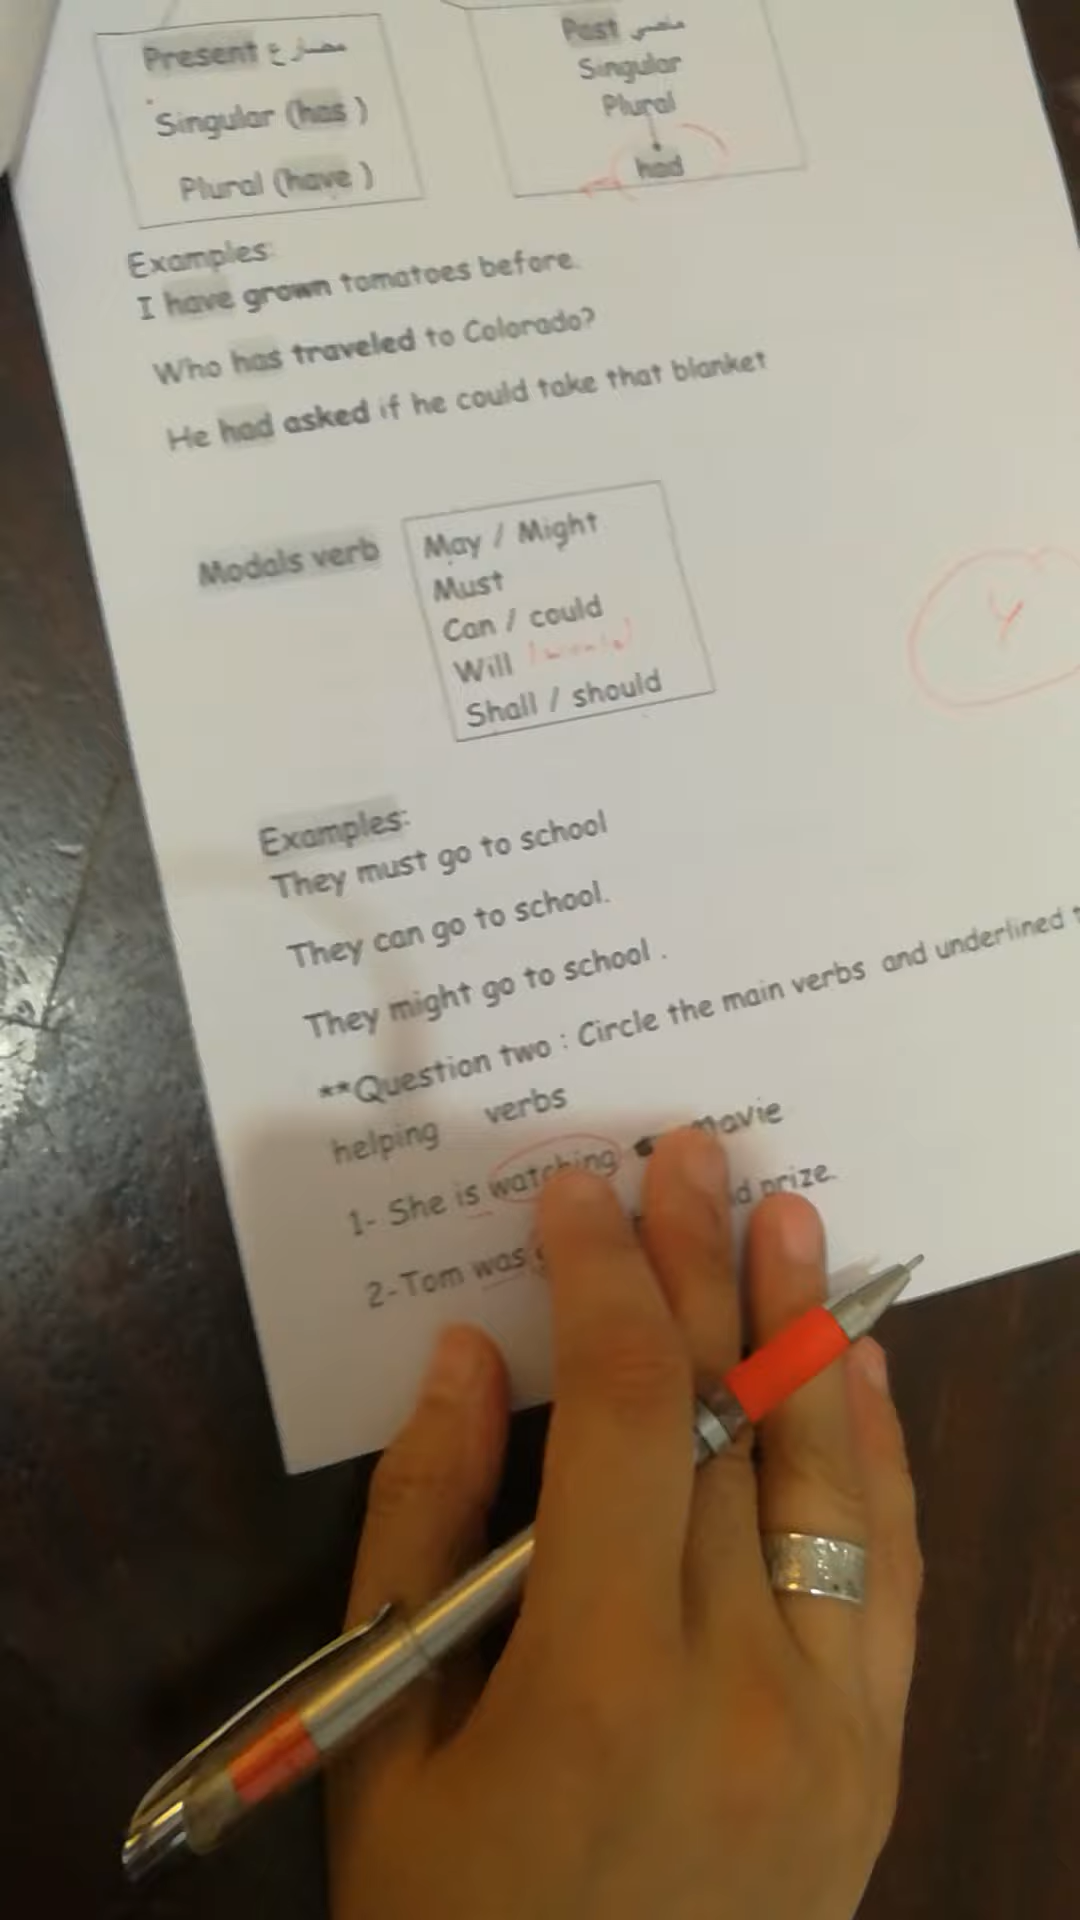 Present مضارع
Singular (has )
Plural (have )
Past ماضي
Singular
Plural
had
Examples:
I have grown tomatoes before.
Who has traveled to Colorado?
He had asked if he could take that blanket
Modals verb
May / Might
Must
Can / could
Will
Shall / should
Examples:
They must go to school
They can go to school.
They might go to school .
**Question two : Circle the main verbs and underlined
helping verbs
1- She is watching movie
2-Tom was prize.